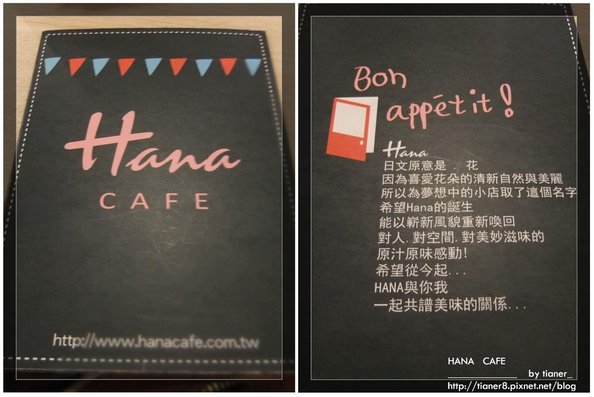 Hana
CAFE
http://www.hanacafe.com.tw
Bon
appétit!
Hana
日文原意是 . 花
因為喜愛花朵的清新自然與美麗
所以為夢想中的小店取了這個名字
希望Hana的誕生
能以嶄新風貌重新喚回
對人.對空間.對美妙滋味的
原汁原味感動!
希望從今起...
HANA與你我
一起共譜美味的關係...
HANA CAFE
by tianer_
http://tianer8.pixnet.net/blog